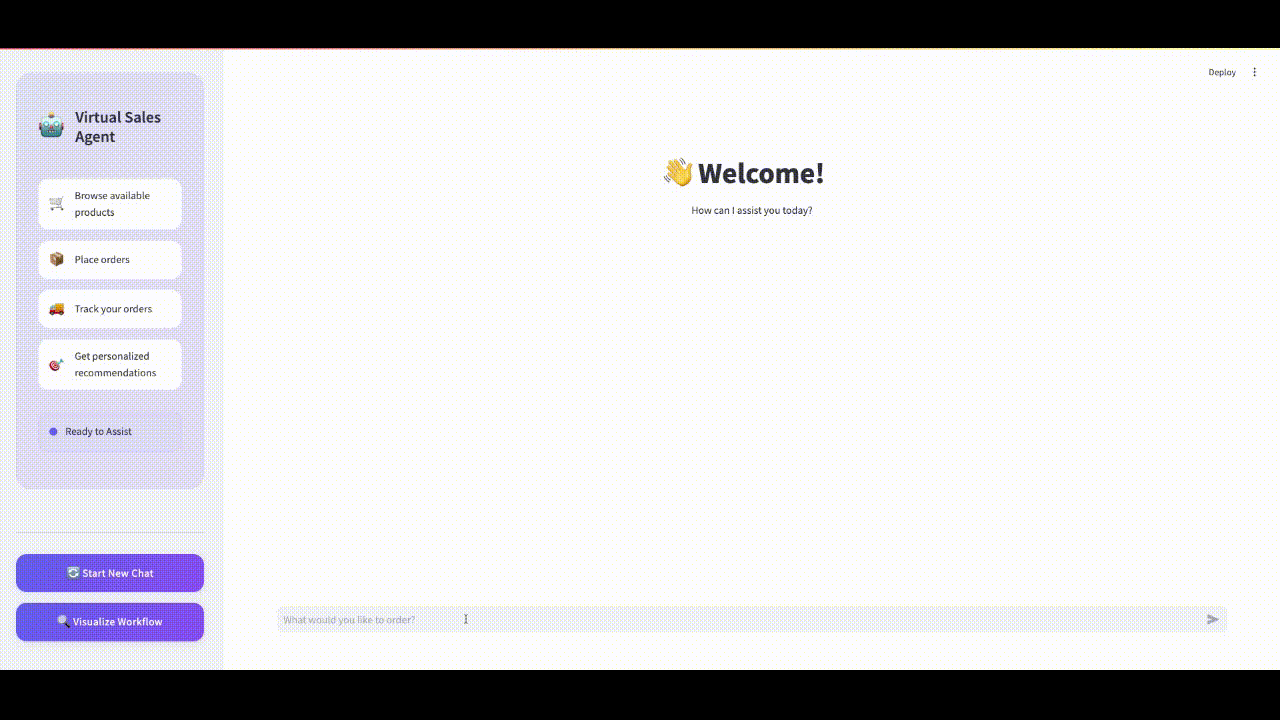 Deploy
Virtual Sales
Agent
Browse available
products
Place orders
Track your orders
Get personalized
recommendations
Ready to Assist
Start New Chat
Visualize Workflow
Welcome!
How can I assist you today?
What would you like to order?